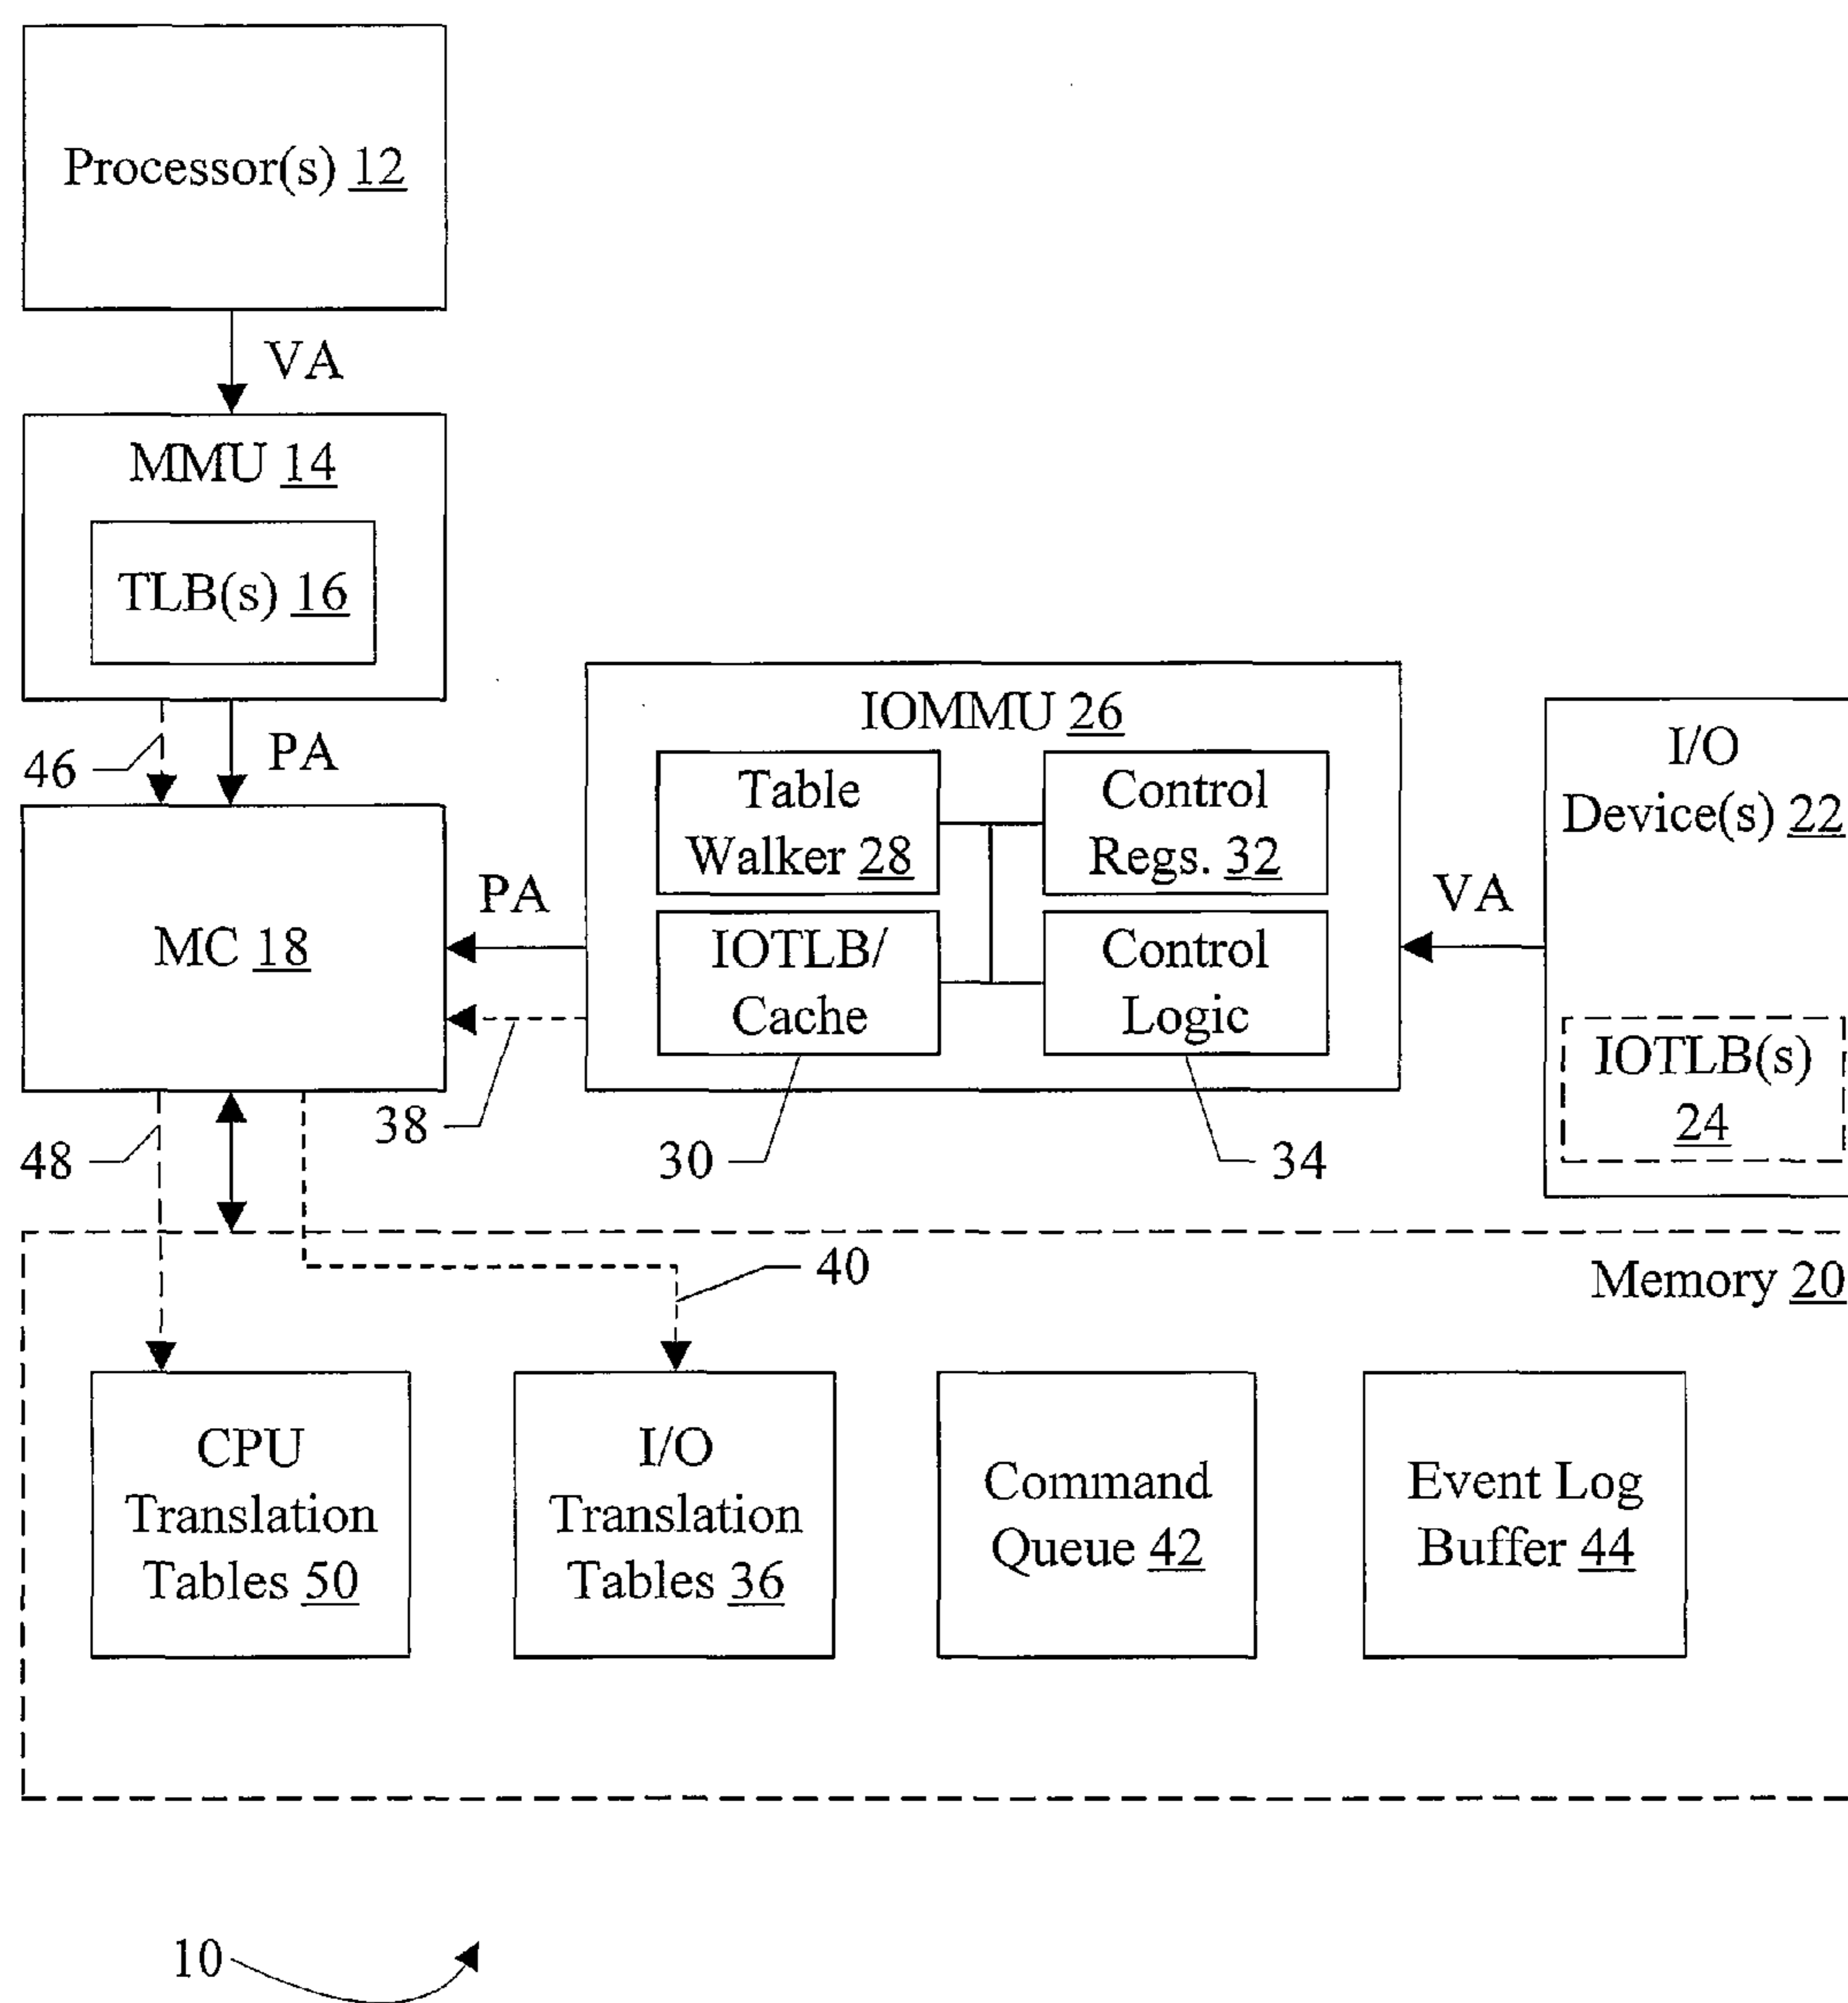 Processor(s) 12
VA
MMU 14
TLB(s) 16
46
PA
MC 18
PA
38
IOMMU 26
Table
Walker 28
Control
Regs. 32
IOTLB/
Cache
Control
Logic
30
34
VA
I/O
Device(s) 22
IOTLB(s)
24
48
40
Memory 20
CPU
Translation
Tables 50
I/O
Translation
Tables 36
Command
Queue 42
Event Log
Buffer 44
10